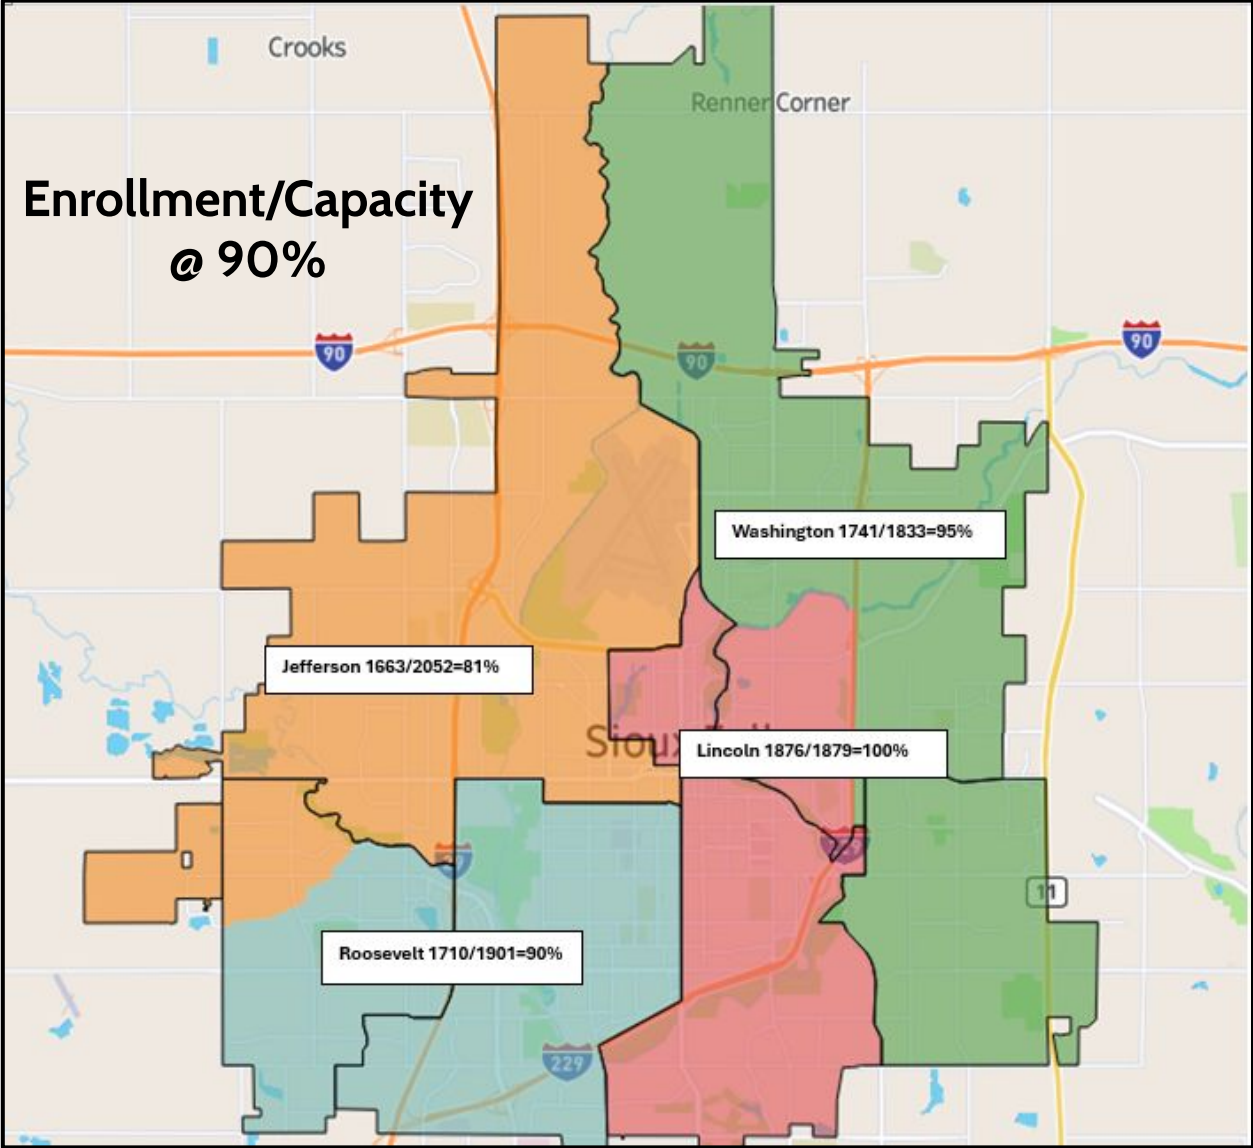 Crooks
Renner Corner
Enrollment/Capacity
@ 90%
90
90
90
Washington 1741/1833=95%
Jefferson 1663/2052=81%
Sioux
Lincoln 1876/1879=100%
11
Roosevelt 1710/1901=90%
229